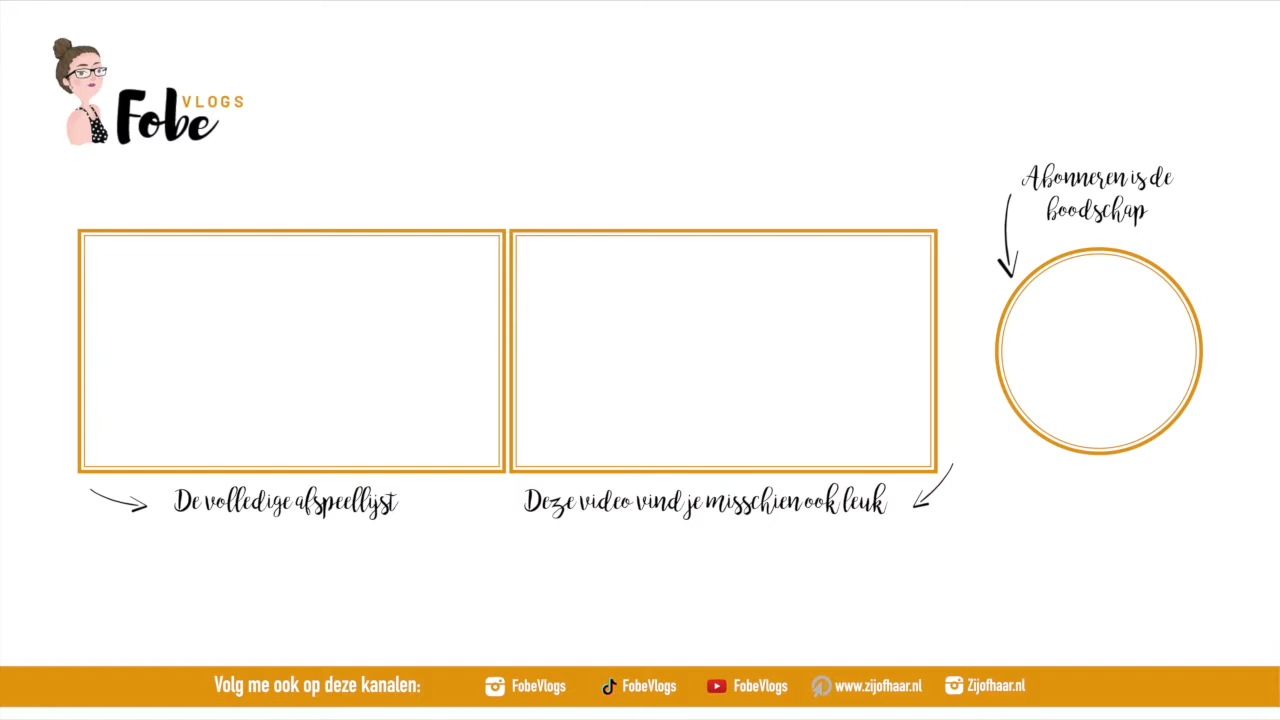 VLOGS
Fobe
Abonneren is de
boodschap
De volledige afspeellijst
Deze video vind je misschien ook leuk
Volg me ook op deze kanalen: FobeVlogs FobeVlogs FobeVlogs www.zijofhaar.nl Zijofhaar.nl